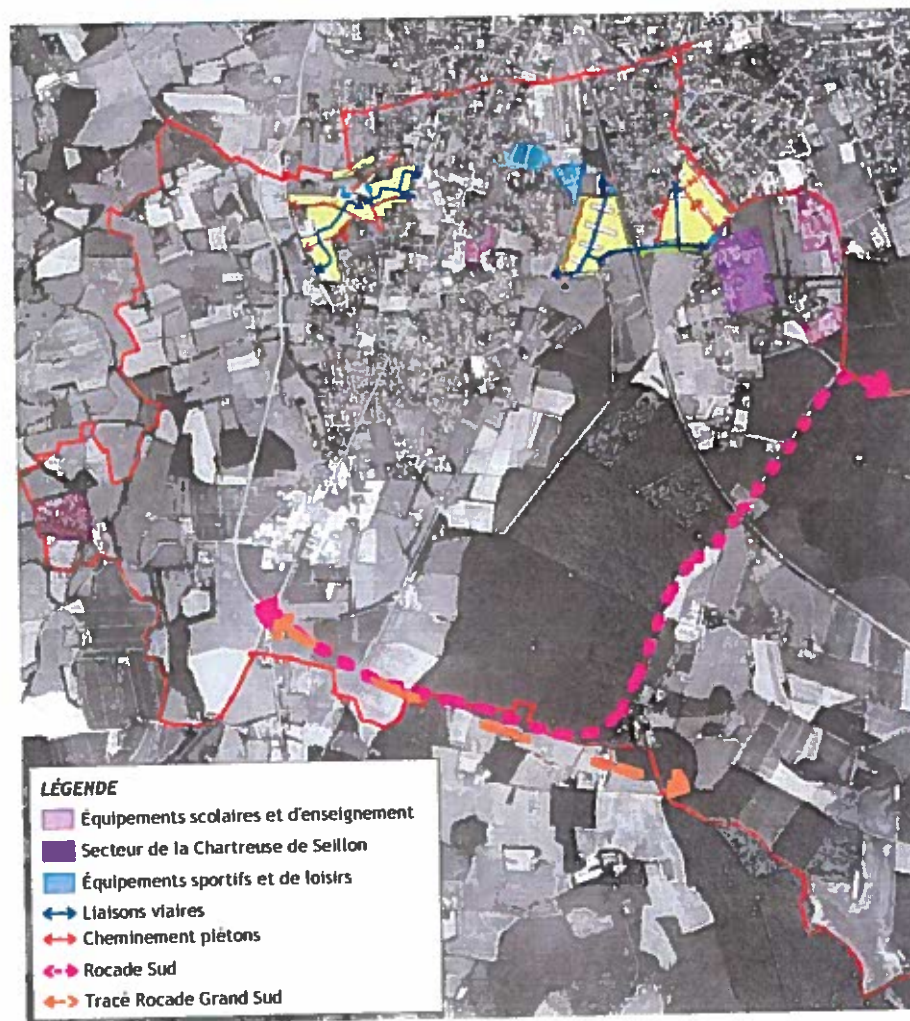 LÉGENDE
Équipements scolaires et d'enseignement
Secteur de la Chartreuse de Seillon
Équipements sportifs et de loisirs
Liaisons viaires
Cheminement piétons
Rocade Sud
Tracé Rocade Grand Sud